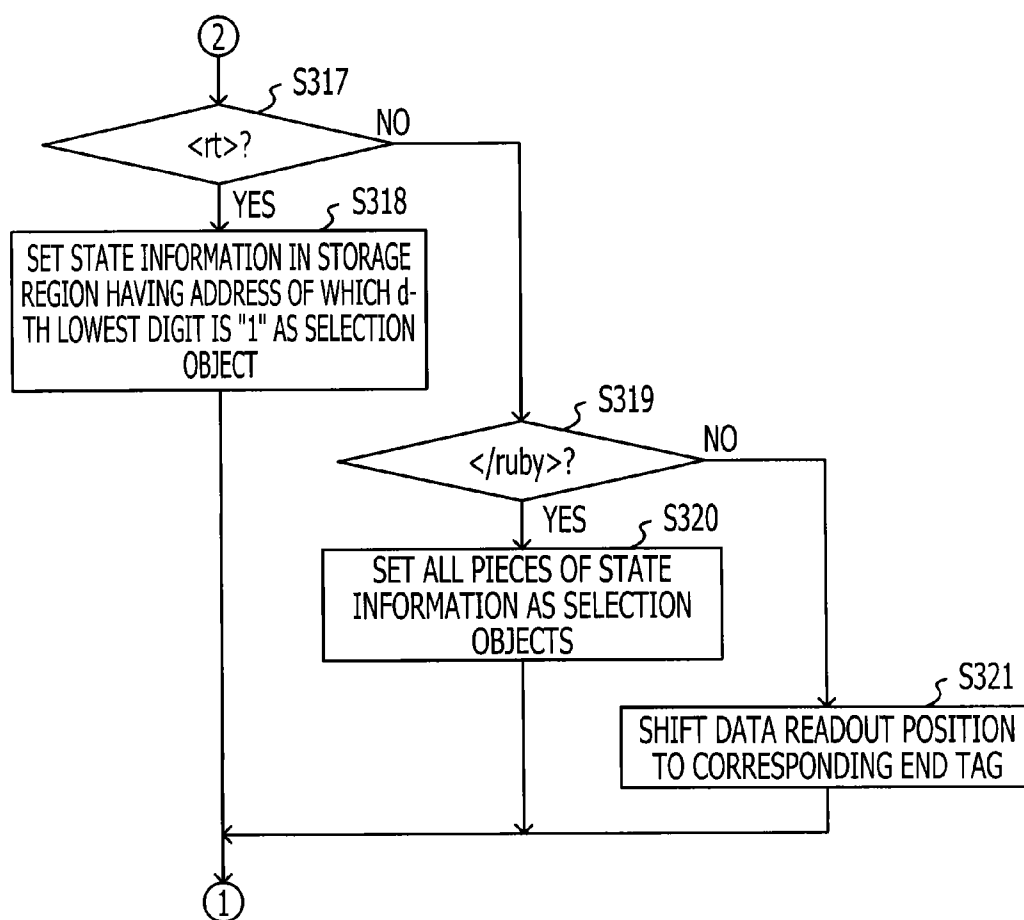 2
S317
<rt>?
NO
YES
S318
SET STATE INFORMATION IN STORAGE
REGION HAVING ADDRESS OF WHICH d-
TH LOWEST DIGIT IS "1" AS SELECTION
OBJECT
S319
</ruby>?
NO
YES
S320
SET ALL PIECES OF STATE
INFORMATION AS SELECTION
OBJECTS
S321
SHIFT DATA READOUT POSITION
TO CORRESPONDING END TAG
1